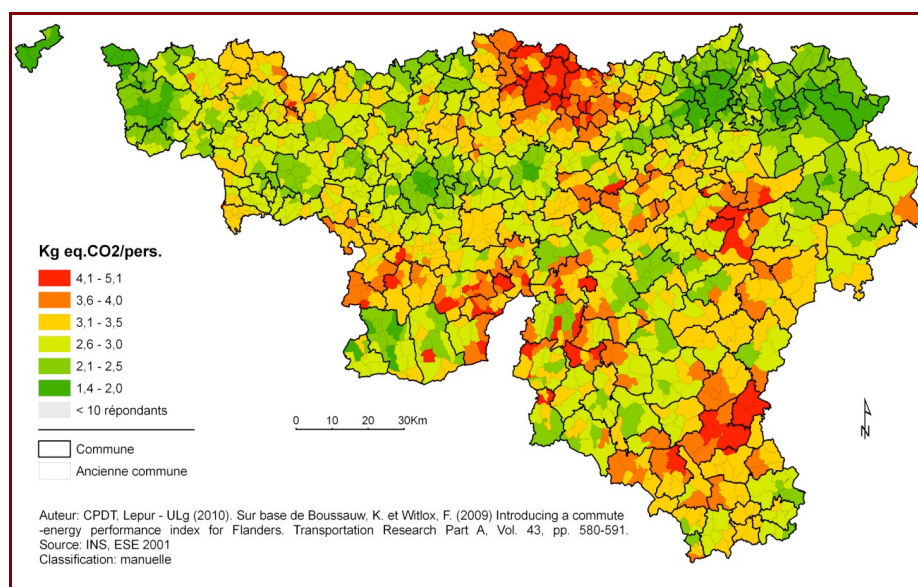 Kg eq.CO2/pers.
4,1 - 5,1
3,6 - 4,0
3,1 - 3,5
2,6 - 3,0
2,1 - 2,5
1,4 - 2,0
< 10 répondants
Commune
Ancienne commune
0 10 20 30Km
N
Auteur: CPDT, Lepur - ULg (2010). Sur base de Boussauw, K. et Witlox, F. (2009) Introducing a commute
-energy performance index for Flanders. Transportation Research Part A, Vol. 43, pp. 580-591.
Source: INS, ESE 2001
Classification: manuelle